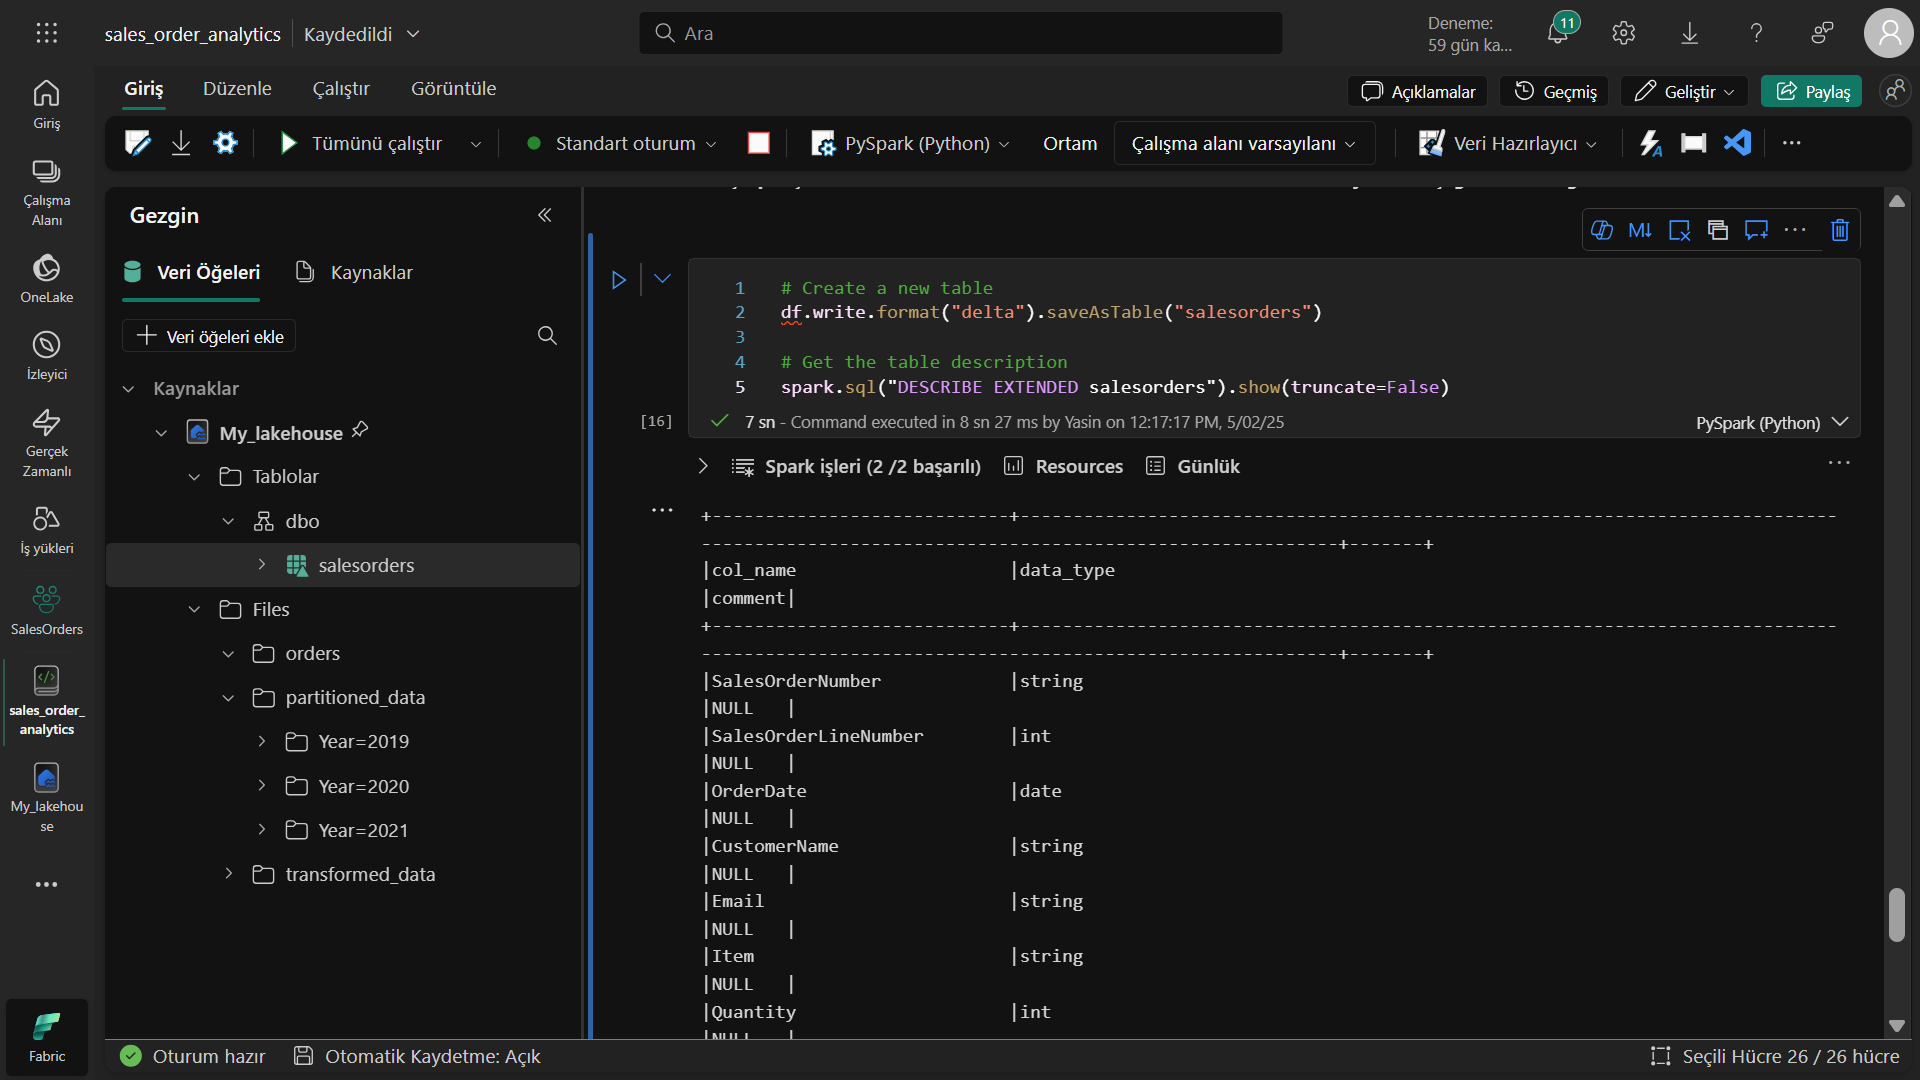 sales_order_analytics
Kaydedildi
Ara
Deneme:
59 gün ka...
11
Giriş
Düzenle
Çalıştır
Görüntüle
Açıklamalar
Geçmiş
Geliştir
Paylaş
Tümünü çalıştır
Standart oturum
PySpark (Python)
Ortam
Çalışma alanı varsayılanı
Veri Hazırlayıcı
...
Giriş
Çalışma
Alanı
OneLake
İzleyici
Gerçek
Zamanlı
İş yükleri
SalesOrders
sales_order_
analytics
My_lakehou
se
Fabric
Gezgin
Veri Öğeleri
Kaynaklar
Veri öğeleri ekle
Kaynaklar
My_lakehouse
Tablolar
dbo
salesorders
Files
orders
partitioned_data
Year=2019
Year=2020
Year=2021
transformed_data
M↓
1 # Create a new table
2 df.write.format("delta").saveAsTable("salesorders")
3
4 # Get the table description
5 spark.sql("DESCRIBE EXTENDED salesorders").show(truncate=False)
[16]
7 sn - Command executed in 8 sn 27 ms by Yasin on 12:17:17 PM, 5/02/25
PySpark (Python)
Spark işleri (2 /2 başarılı)
Resources
Günlük
+----------------------------+-----------------------------------------------------------------------------
------------------------------------------------------------+-------+
|col_name                    |data_type
|comment|
+----------------------------+-----------------------------------------------------------------------------
------------------------------------------------------------+-------+
|SalesOrderNumber            |string
|NULL   |
|SalesOrderLineNumber        |int
|NULL   |
|OrderDate                   |date
|NULL   |
|CustomerName                |string
|NULL   |
|Email                       |string
|NULL   |
|Item                        |string
|NULL   |
|Quantity                    |int
|NULL   |
Oturum hazır
Otomatik Kaydetme: Açık
Seçili Hücre 26 / 26 hücre